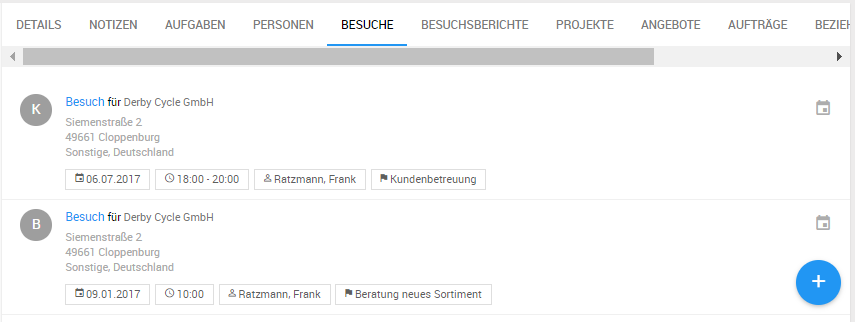 DETAILS NOTIZEN AUFGABEN PERSONEN BESUCHE BESUCHSBERICHTE PROJEKTE ANGEBOTE AUFTRÄGE BEZIEH
K
Besuch für Derby Cycle GmbH
Siemenstraße 2
49661 Cloppenburg
Sonstige, Deutschland
06.07.2017 18:00 - 20:00 Ratzmann, Frank Kundenbetreuung
B
Besuch für Derby Cycle GmbH
Siemenstraße 2
49661 Cloppenburg
Sonstige, Deutschland
09.01.2017 10:00 Ratzmann, Frank Beratung neues Sortiment
+